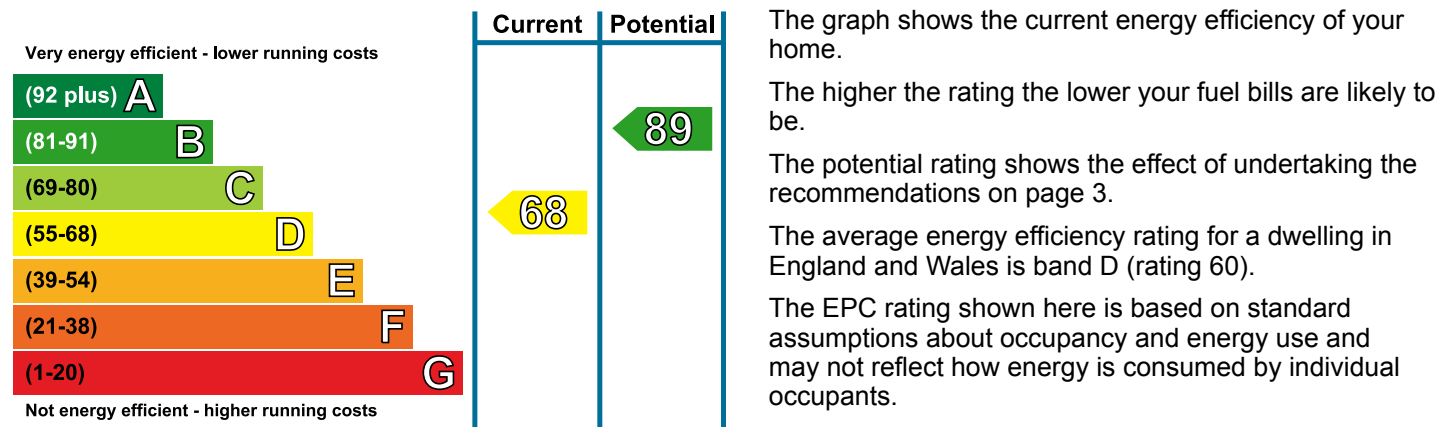 Current Potential
Very energy efficient - lower running costs
(92 plus) A
(81-91) B
(69-80) C
(55-68) D
(39-54) E
(21-38) F
(1-20) G
Not energy efficient - higher running costs
68
89
The graph shows the current energy efficiency of your
home.
The higher the rating the lower your fuel bills are likely to
be.
The potential rating shows the effect of undertaking the
recommendations on page 3.
The average energy efficiency rating for a dwelling in
England and Wales is band D (rating 60).
The EPC rating shown here is based on standard
assumptions about occupancy and energy use and
may not reflect how energy is consumed by individual
occupants.